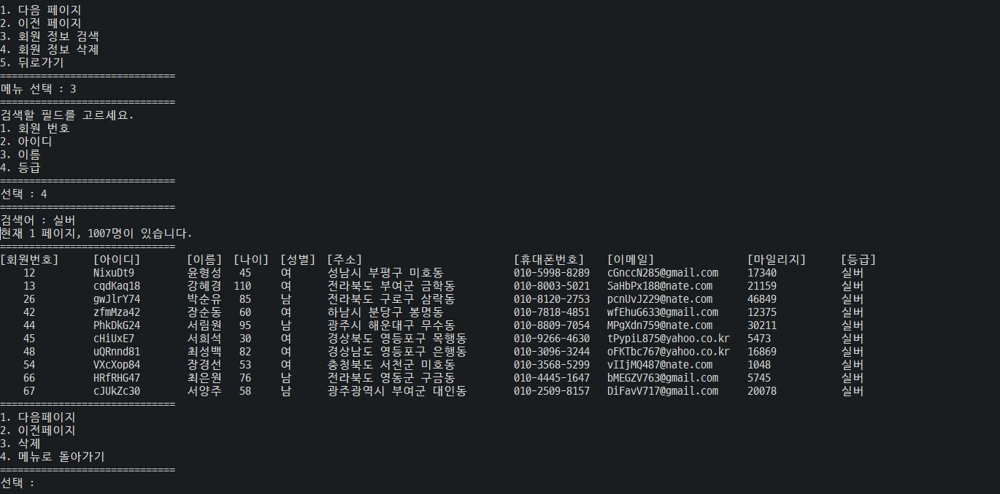 1. 다음 페이지
2. 이전 페이지
3. 회원 정보 검색
4. 회원 정보 삭제
5. 뒤로가기
==============================
메뉴 선택 : 3
==============================
검색할 필드를 고르세요.
1. 회원 번호
2. 아이디
3. 이름
4. 등급
==============================
선택 : 4
==============================
검색어 : 실버
현재 1 페이지, 1007명이 있습니다.
==============================
[회원번호] [아이디] [이름] [나이] [성별] [주소] [휴대폰번호] [이메일] [마일리지] [등급]
12 NixuDt9 윤형성 45 여 성남시 부평구 미호동 010-5998-8289 cGnccN285@gmail.com 17340 실버
13 cqdKaq18 강혜경 110 여 전라북도 부여군 금학동 010-8003-5021 SaHbPx188@nate.com 21159 실버
26 gwJlrY74 박순유 85 남 전라북도 구로구 삼락동 010-8120-2753 pcnUvJ229@nate.com 46849 실버
42 zfmMza42 장순동 60 여 하남시 분당구 봉명동 010-7818-4851 wfEhuG633@gmail.com 12375 실버
44 PhkDkG24 서림원 95 남 광주시 해운대구 무수동 010-8809-7054 MPgXdn759@nate.com 30211 실버
45 cHiUxE7 서희석 30 여 경상북도 영등포구 목행동 010-9266-4630 tPypiL875@yahoo.co.kr 5473 실버
48 uQRnnd81 최성백 82 여 경상남도 영등포구 은행동 010-3096-3244 oFKTbc767@yahoo.co.kr 16869 실버
54 VXcXop84 장경선 53 여 충청북도 서천군 미호동 010-3568-5299 vIIjMQ487@nate.com 1048 실버
66 HRfRHG47 최은원 76 남 전라북도 영동군 구금동 010-4445-1647 bMEGZV763@gmail.com 5745 실버
67 cJUkZc30 서양주 58 남 광주광역시 부여군 대인동 010-2509-8157 DiFavV717@gmail.com 20078 실버
==============================
1. 다음페이지
2. 이전페이지
3. 삭제
4. 메뉴로 돌아가기
==============================
선택 :